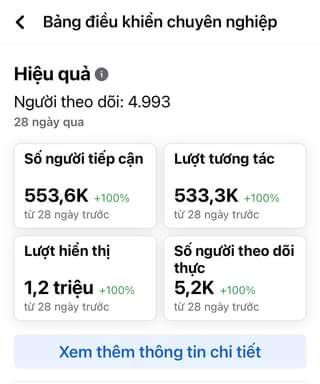 Bảng điều khiển chuyên nghiệp
Hiệu quả
Người theo dõi: 4.993
28 ngày qua
Số người tiếp cận
553,6K +100%
từ 28 ngày trước
Lượt tương tác
533,3K +100%
từ 28 ngày trước
Lượt hiển thị
1,2 triệu +100%
từ 28 ngày trước
Số người theo dõi
thực
5,2K +100%
từ 28 ngày trước
Xem thêm thông tin chi tiết